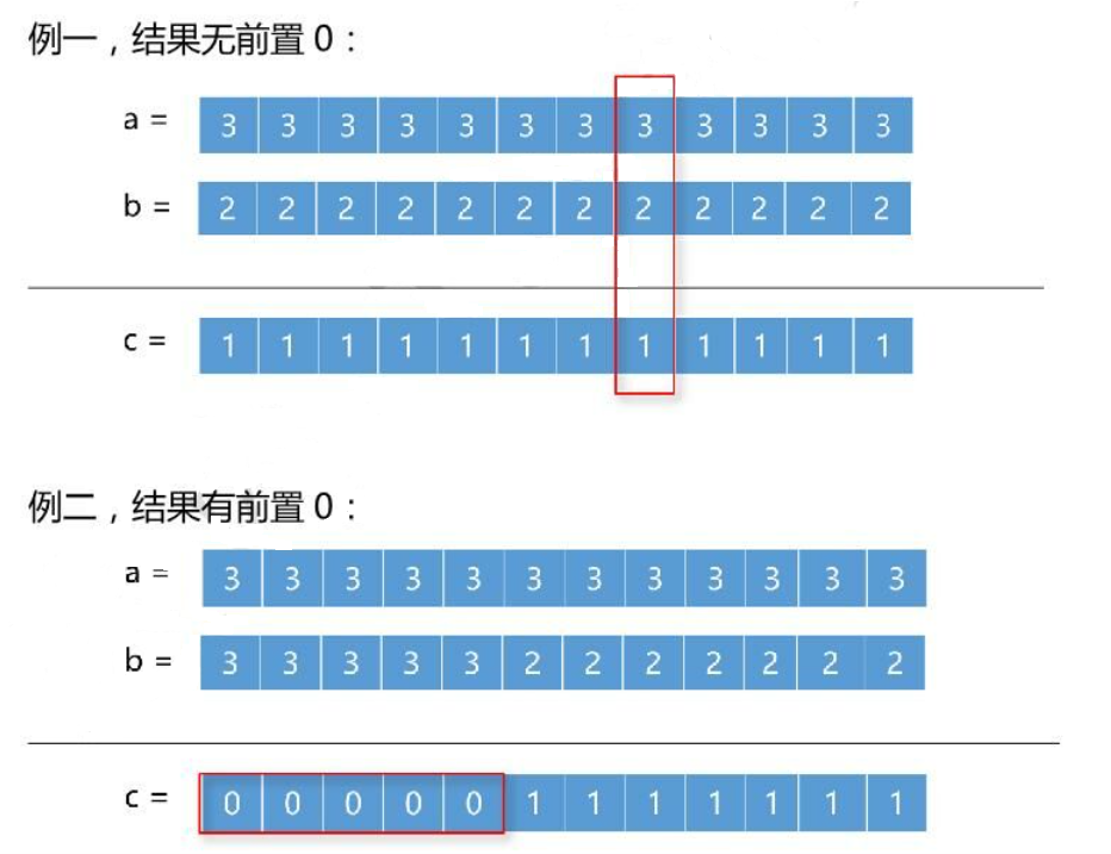 例一，结果无前置 0：
a = 3 3 3 3 3 3 3 3 3 3 3 3
b = 2 2 2 2 2 2 2 2 2 2 2 2
c = 1 1 1 1 1 1 1 1 1 1 1 1
例二，结果有前置 0：
a = 3 3 3 3 3 3 3 3 3 3 3 3
b = 3 3 3 3 3 2 2 2 2 2 2 2
c = 0 0 0 0 0 1 1 1 1 1 1 1